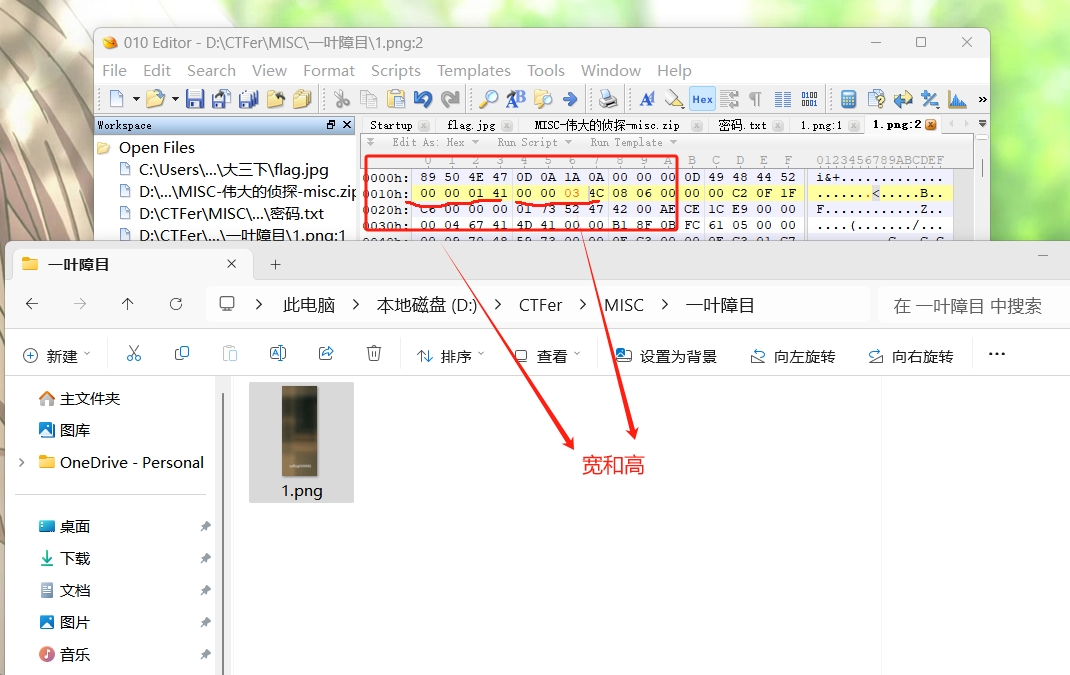 010 Editor - D:\CTFer\MISC\一叶障目\1.png:2
File Edit Search View Format Scripts Templates Tools Window Help
Hex
Workspace
Startup flag.jpg MISC-伟大的侦探-misc.zip 密码.txt 1.png:1 1.png:2
Open Files
Edit As: Hex Run Script Run Template
C:\Users\...\大三下\flag.jpg
D:\...\MISC-伟大的侦探-misc.zip
D:\CTFer\MISC\...\密码.txt
D:\CTFer\...\一叶障目\1.png:1
0 1 2 3 4 5 6 7 8 9 A B C D E F 0123456789ABCDEF
0000h: 89 50 4E 47 0D 0A 1A 0A 00 00 00 0D 49 48 44 52
0010h: 00 00 01 41 00 00 03 4C 08 06 00 00 00 C2 0F 1F
0020h: C6 00 00 00 01 73 52 47 42 00 AE CE 1C E9 00 00
0030h: 00 04 67 41 4D 41 00 00 B1 8F 0B FC 61 05 00 00
一叶障目
此电脑 本地磁盘 (D:) CTFer MISC 一叶障目
在 一叶障目 中搜索
新建 排序 查看 设置为背景 向左旋转 向右旋转
主文件夹
图库
OneDrive - Personal
桌面
下载
文档
图片
音乐
1.png
宽和高